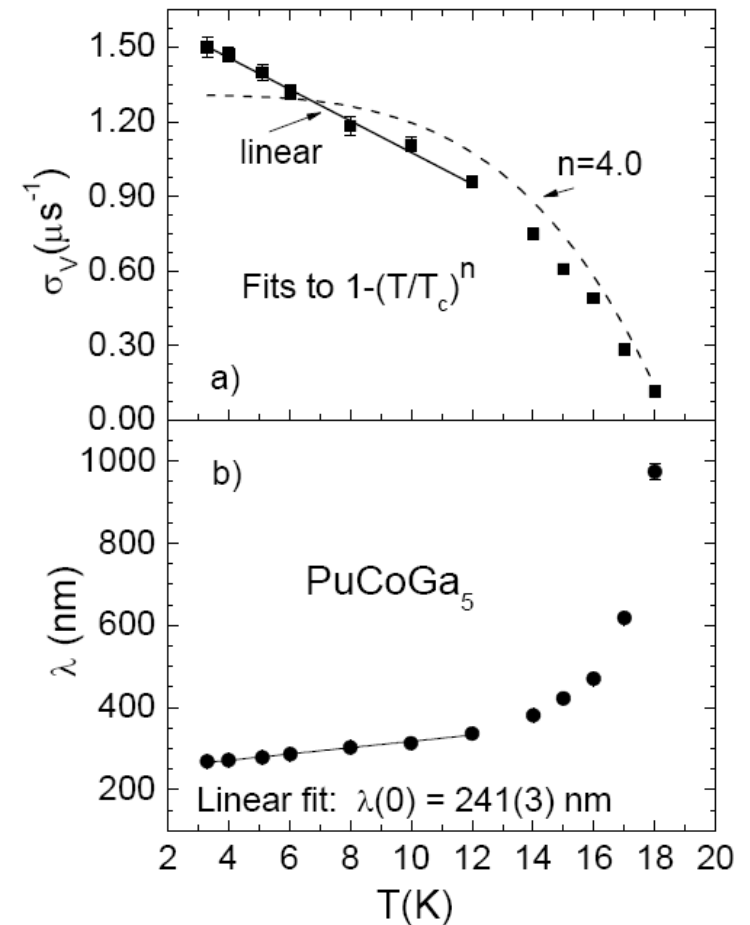 1.50
1.20
0.90
0.60
0.30
0.00
σ_V(μs⁻¹)
linear
n=4.0
Fits to 1-(T/T_c)ⁿ
a)
1000
800
600
400
200
λ (nm)
b)
PuCoGa₅
Linear fit: λ(0) = 241(3) nm
2 4 6 8 10 12 14 16 18 20
T(K)